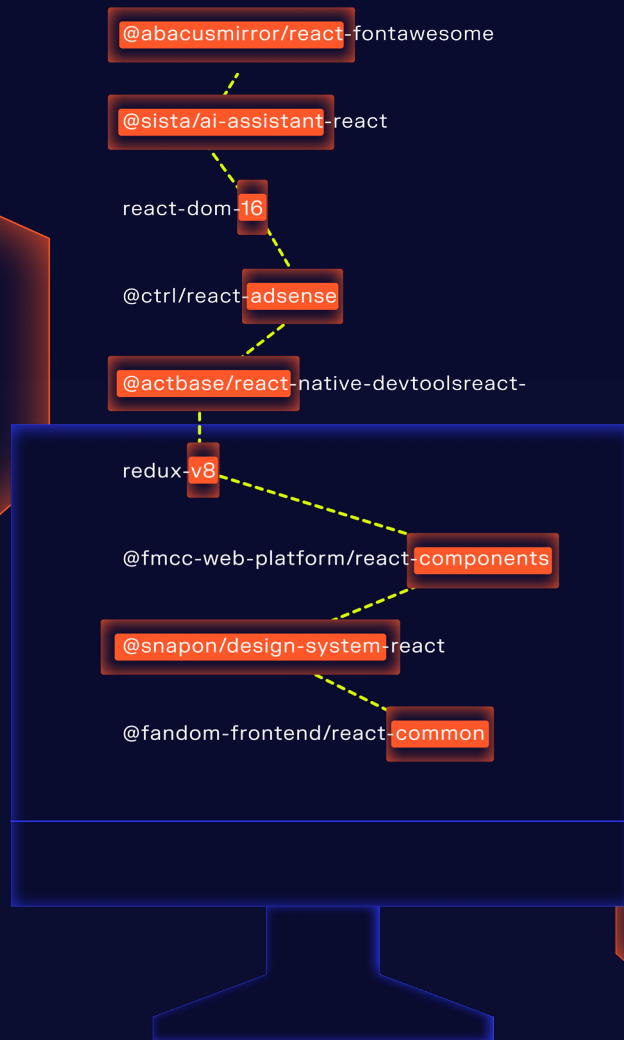 @abacusmirror/react-fontawesome
@sista/ai-assistant-react
react-dom-16
@ctrl/react-adsense
@actbase/react-native-devtoolsreact-
redux-v8
@fmcc-web-platform/react-components
@snapon/design-system-react
@fandom-frontend/react-common